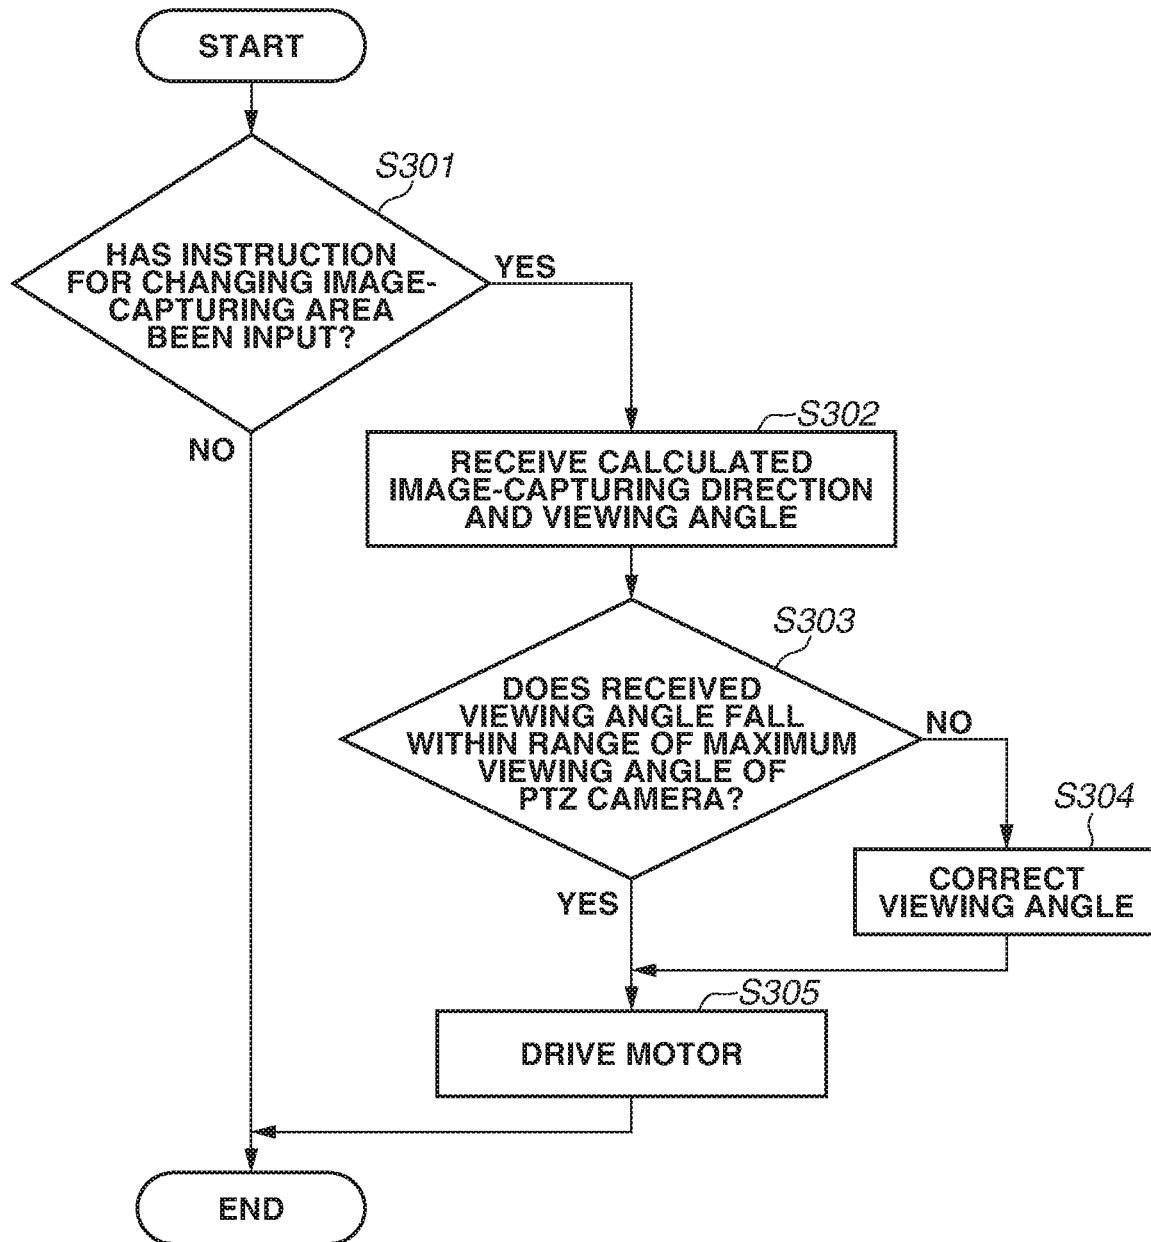 START
S301
HAS INSTRUCTION
FOR CHANGING IMAGE-
CAPTURING AREA
BEEN INPUT?
YES
NO
S302
RECEIVE CALCULATED
IMAGE-CAPTURING DIRECTION
AND VIEWING ANGLE
S303
DOES RECEIVED
VIEWING ANGLE FALL
WITHIN RANGE OF MAXIMUM
VIEWING ANGLE OF
PTZ CAMERA?
NO
S304
CORRECT
VIEWING ANGLE
YES
S305
DRIVE MOTOR
END